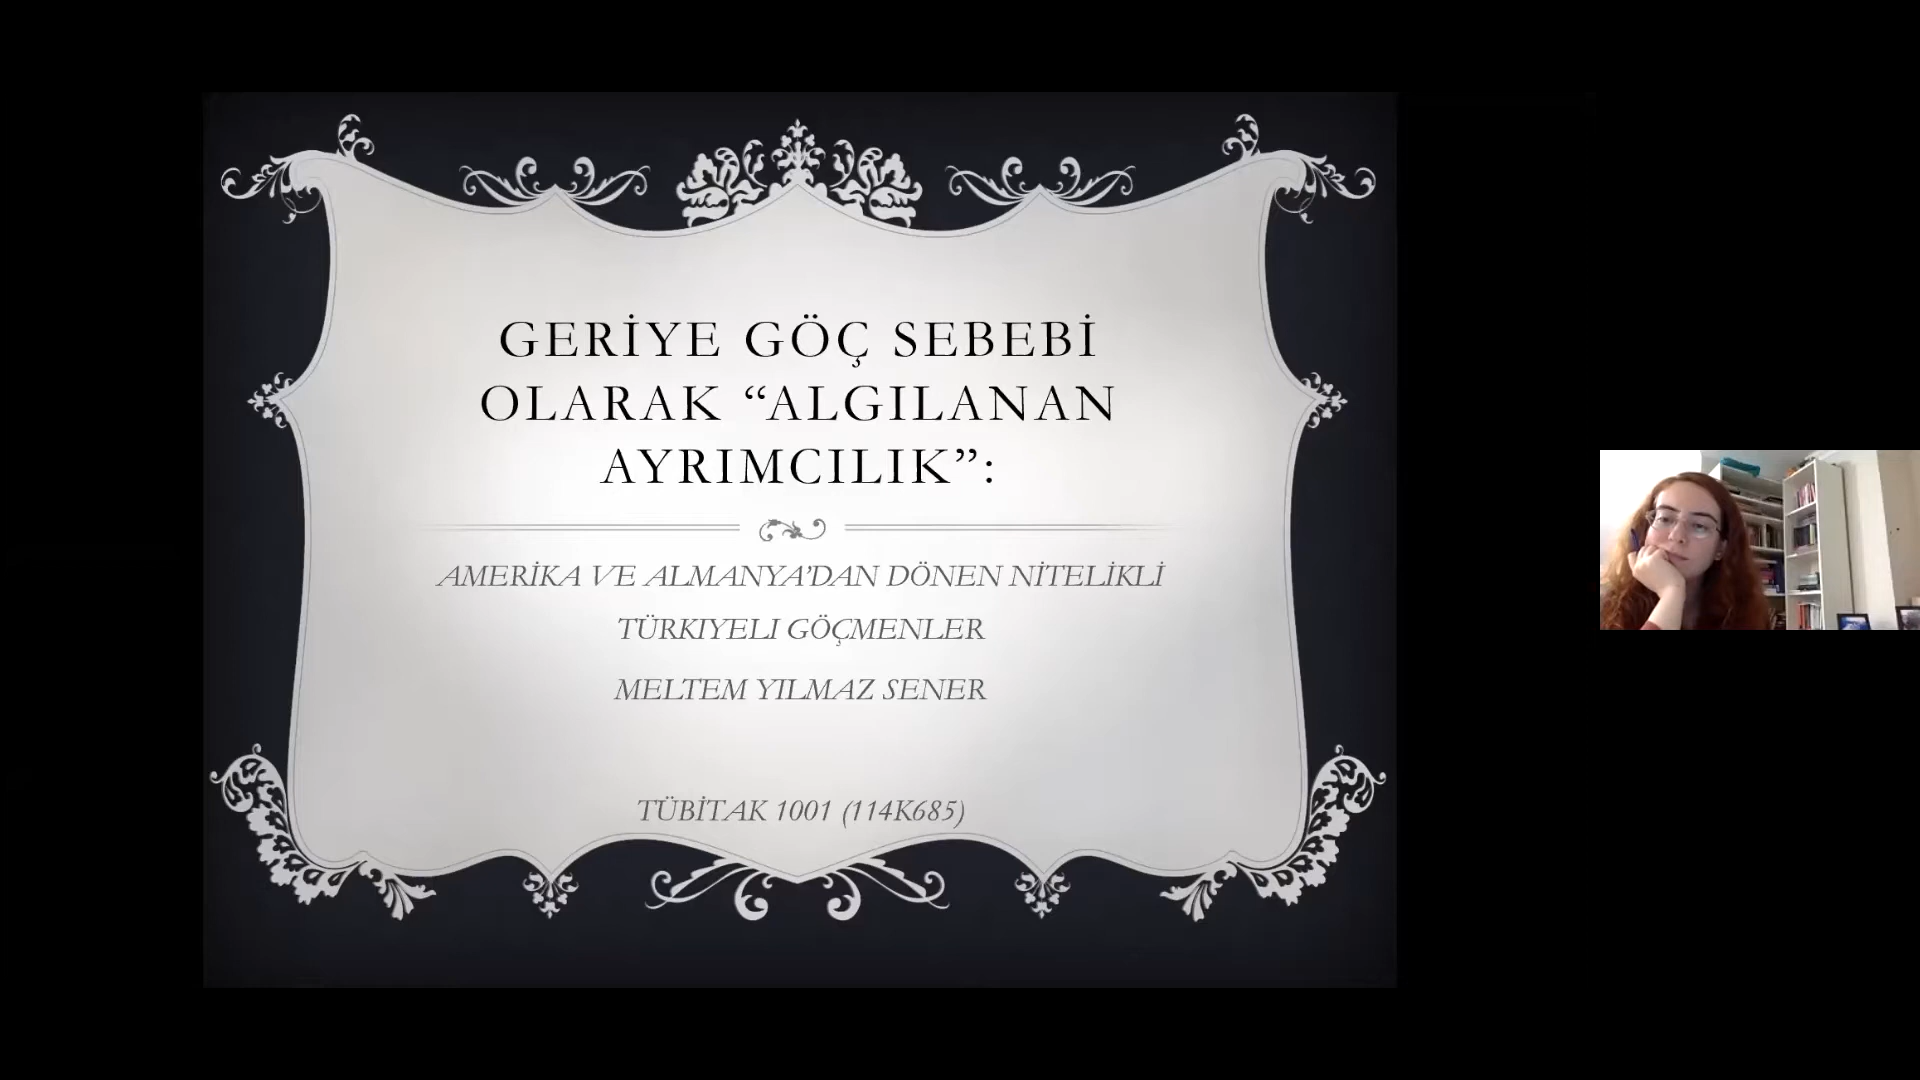 GERİYE GÖÇ SEBEBİ
OLARAK “ALGILANAN
AYRIMCILIK”:
AMERİKA VE ALMANYA’DAN DÖNEN NİTELİKLİ
TÜRKIYELI GÖÇMENLER
MELTEM YILMAZ SENER
TÜBİTAK 1001 (114K685)